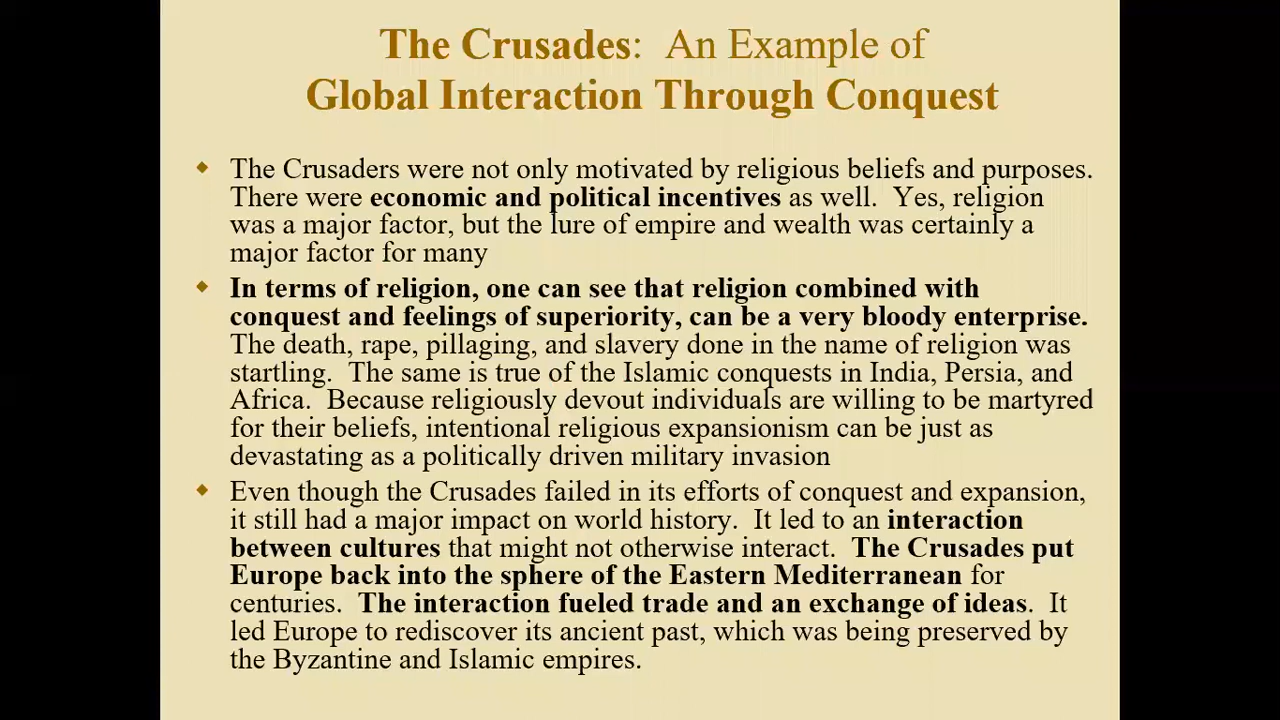 The Crusades: An Example of
Global Interaction Through Conquest
The Crusaders were not only motivated by religious beliefs and purposes.
There were economic and political incentives as well. Yes, religion
was a major factor, but the lure of empire and wealth was certainly a
major factor for many
In terms of religion, one can see that religion combined with
conquest and feelings of superiority, can be a very bloody enterprise.
The death, rape, pillaging, and slavery done in the name of religion was
startling. The same is true of the Islamic conquests in India, Persia, and
Africa. Because religiously devout individuals are willing to be martyred
for their beliefs, intentional religious expansionism can be just as
devastating as a politically driven military invasion
Even though the Crusades failed in its efforts of conquest and expansion,
it still had a major impact on world history. It led to an interaction
between cultures that might not otherwise interact. The Crusades put
Europe back into the sphere of the Eastern Mediterranean for
centuries. The interaction fueled trade and an exchange of ideas. It
led Europe to rediscover its ancient past, which was being preserved by
the Byzantine and Islamic empires.